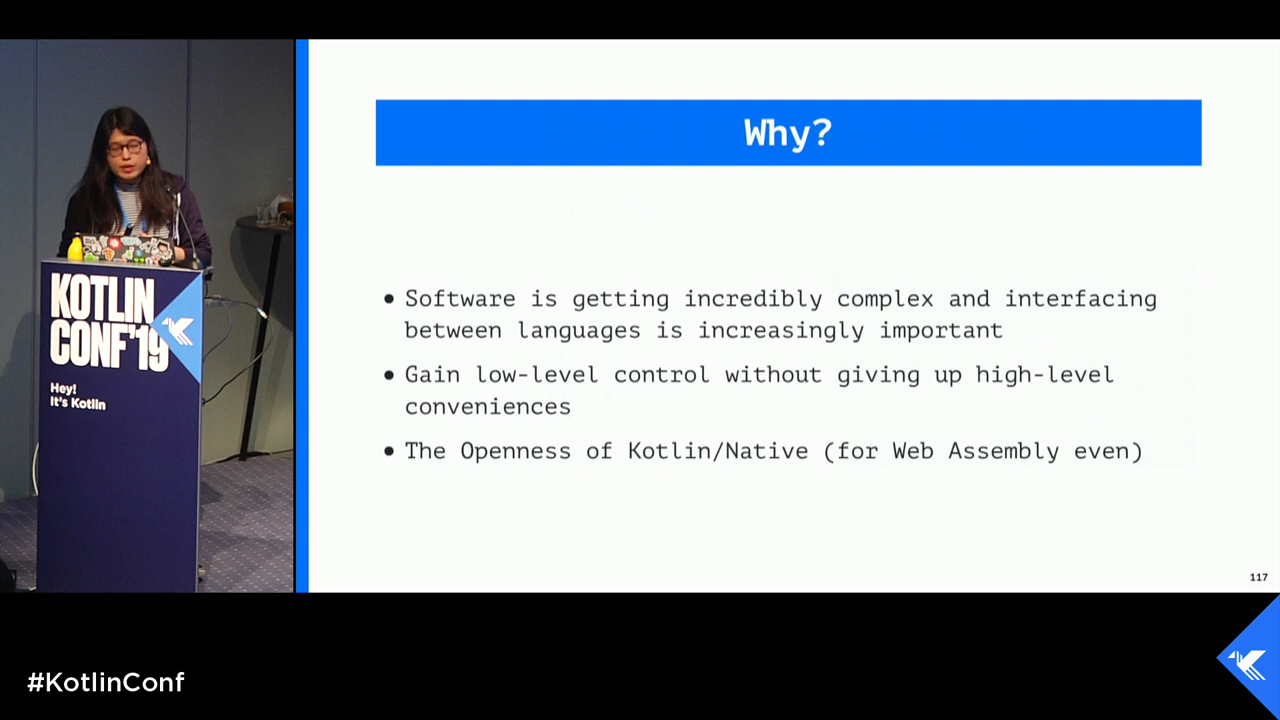 Why?
• Software is getting incredibly complex and interfacing
between languages is increasingly important
• Gain low-level control without giving up high-level
conveniences
• The Openness of Kotlin/Native (for Web Assembly even)
117
KOTLIN
CONF'19
Hey!
It's Kotlin
#KotlinConf